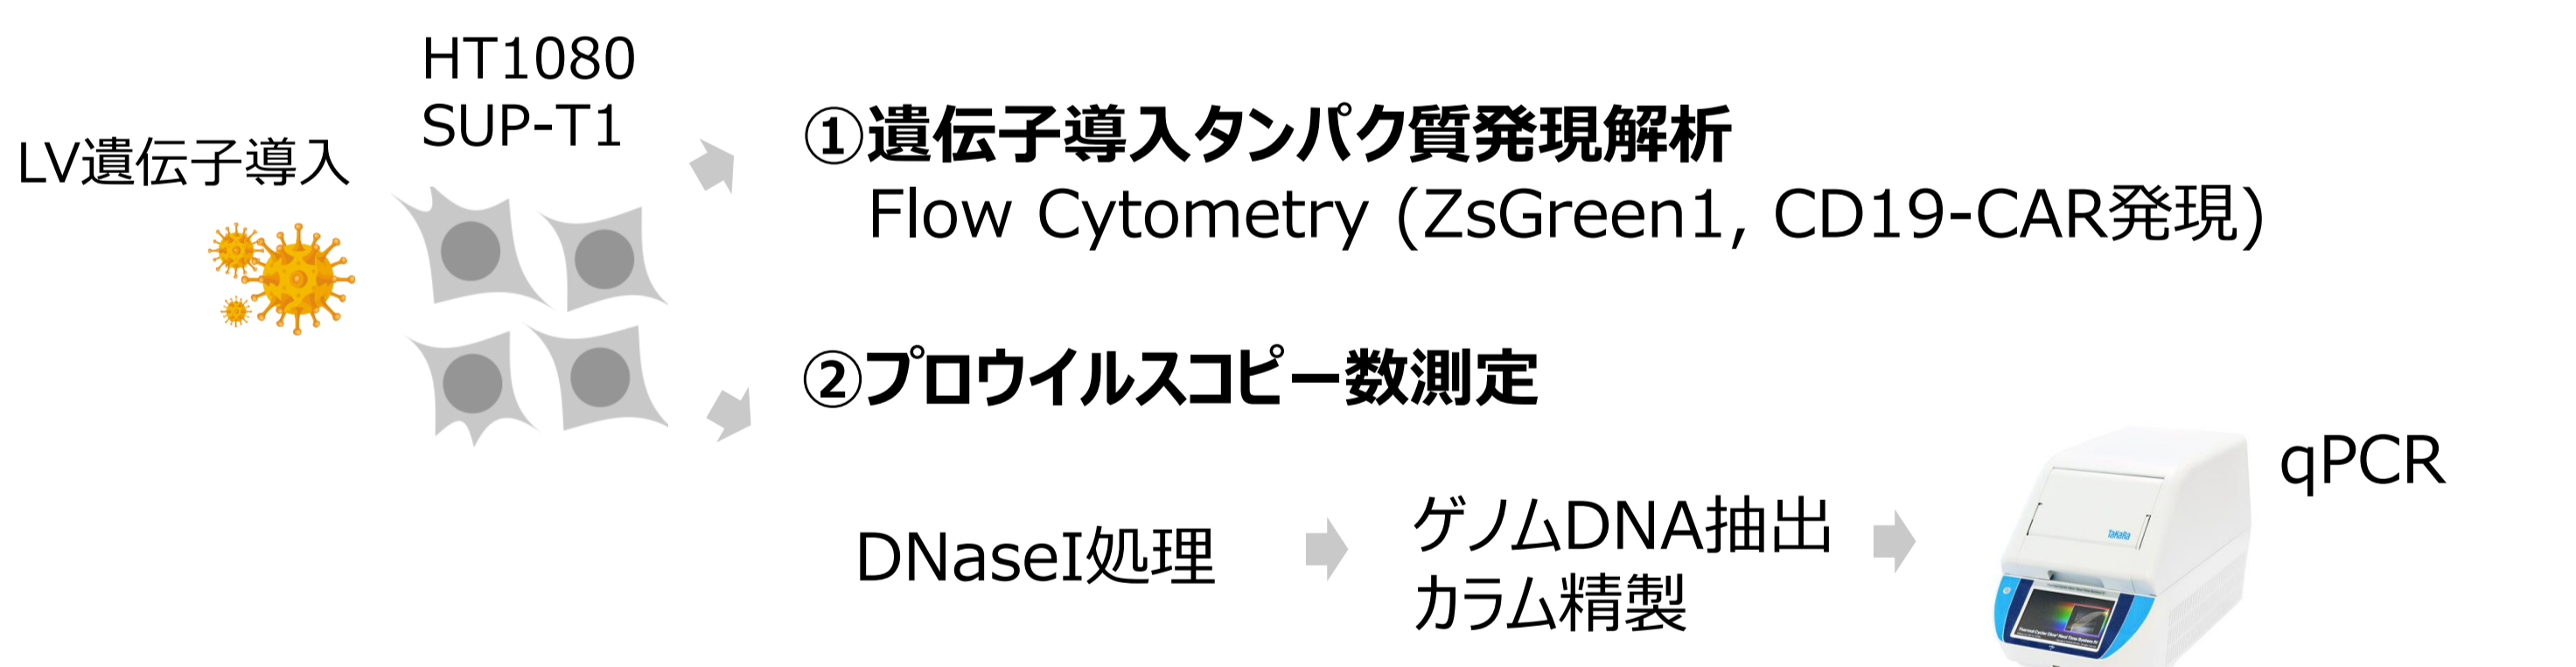 LV遺伝子導入
HT1080
SUP-T1
①遺伝子導入タンパク質発現解析
Flow Cytometry (ZsGreen1, CD19-CAR発現)
②プロウイルスコピー数測定
DNaseI処理
ゲノムDNA抽出
カラム精製
qPCR
TaKaRa